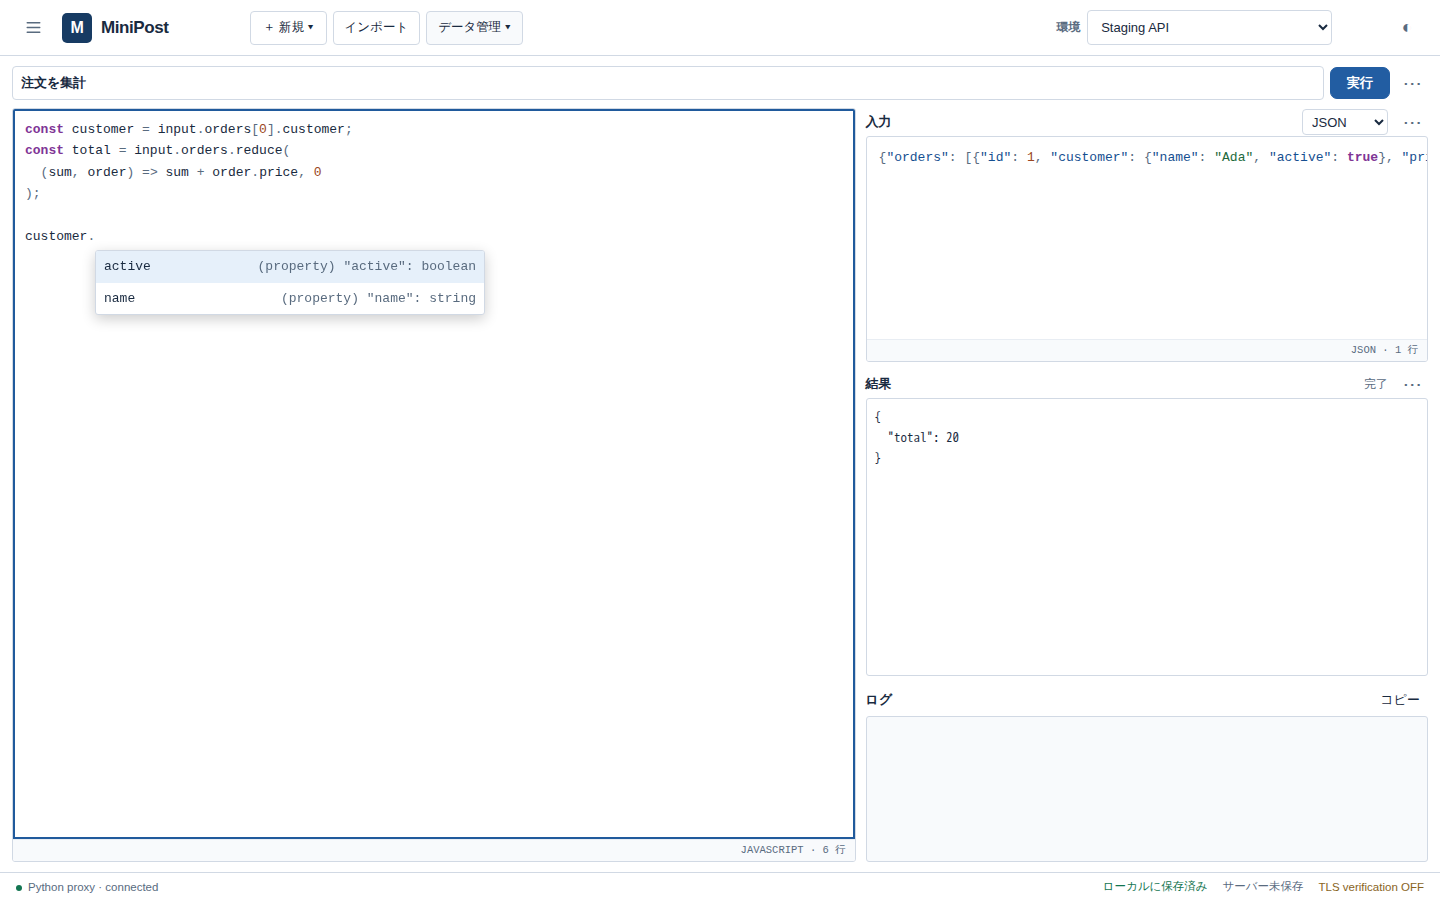 M MiniPost
＋ 新規 ▾ インポート データ管理 ▾ 環境 Staging API
注文を集計 実行 ···
const customer = input.orders[0].customer;
const total = input.orders.reduce(
  (sum, order) => sum + order.price, 0
);
customer.
active (property) "active": boolean
name (property) "name": string
JAVASCRIPT · 6 行
入力 JSON ···
{"orders": [{"id": 1, "customer": {"name": "Ada", "active": true}, "pri
JSON · 1 行
結果 完了 ···
{
  "total": 20
}
ログ コピー
Python proxy · connected ローカルに保存済み サーバー未保存 TLS verification OFF